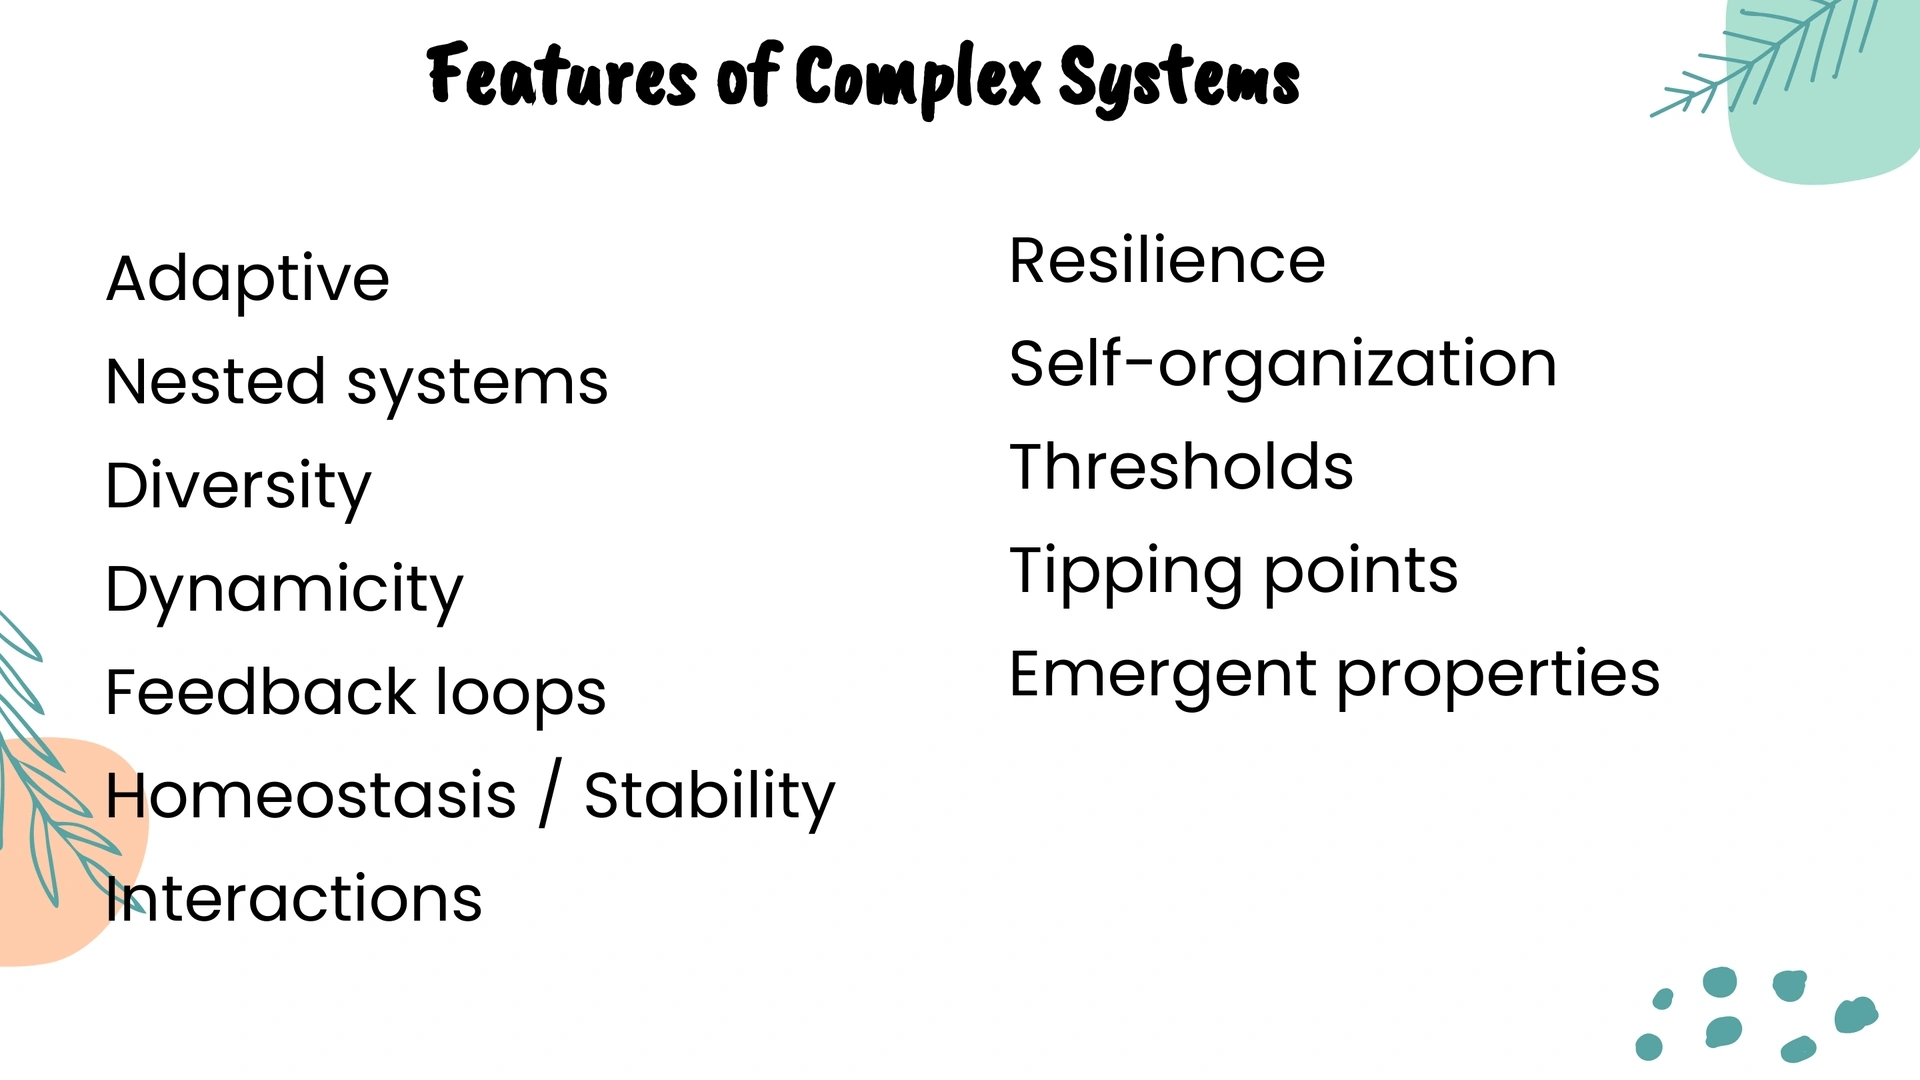 Features of Complex Systems
Adaptive
Nested systems
Diversity
Dynamicity
Feedback loops
Homeostasis / Stability
Interactions
Resilience
Self-organization
Thresholds
Tipping points
Emergent properties